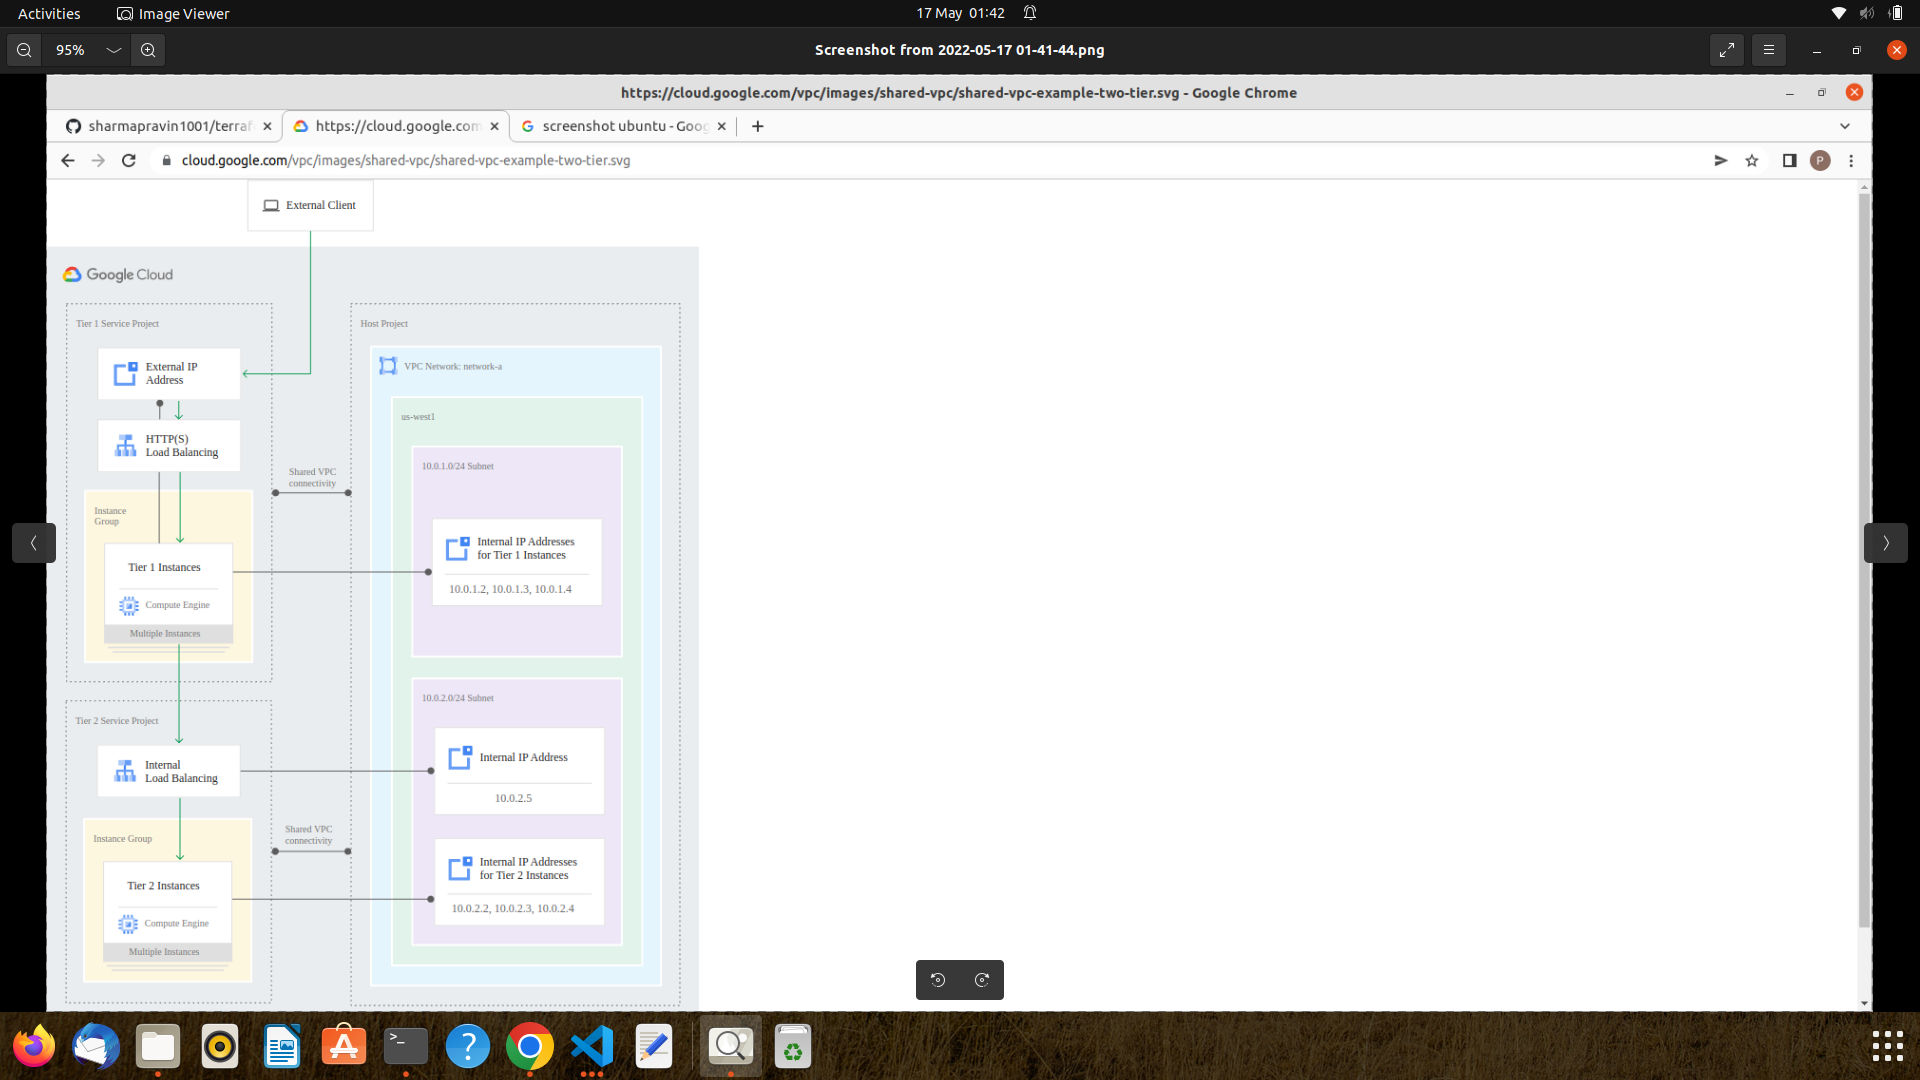 Activities
Image Viewer
17 May 01:42
95%
Screenshot from 2022-05-17 01-41-44.png
https://cloud.google.com/vpc/images/shared-vpc/shared-vpc-example-two-tier.svg - Google Chrome
sharmapravin1001/terraf
https://cloud.google.com
screenshot ubuntu - Goog
cloud.google.com/vpc/images/shared-vpc/shared-vpc-example-two-tier.svg
P
External Client
Google Cloud
Tier 1 Service Project
External IP
Address
HTTP(S)
Load Balancing
Instance
Group
Tier 1 Instances
Compute Engine
Multiple Instances
Shared VPC
connectivity
Host Project
VPC Network: network-a
us-west1
10.0.1.0/24 Subnet
Internal IP Addresses
for Tier 1 Instances
10.0.1.2, 10.0.1.3, 10.0.1.4
Tier 2 Service Project
Internal
Load Balancing
Instance Group
Tier 2 Instances
Compute Engine
Multiple Instances
Shared VPC
connectivity
10.0.2.0/24 Subnet
Internal IP Address
10.0.2.5
Internal IP Addresses
for Tier 2 Instances
10.0.2.2, 10.0.2.3, 10.0.2.4
>_
?